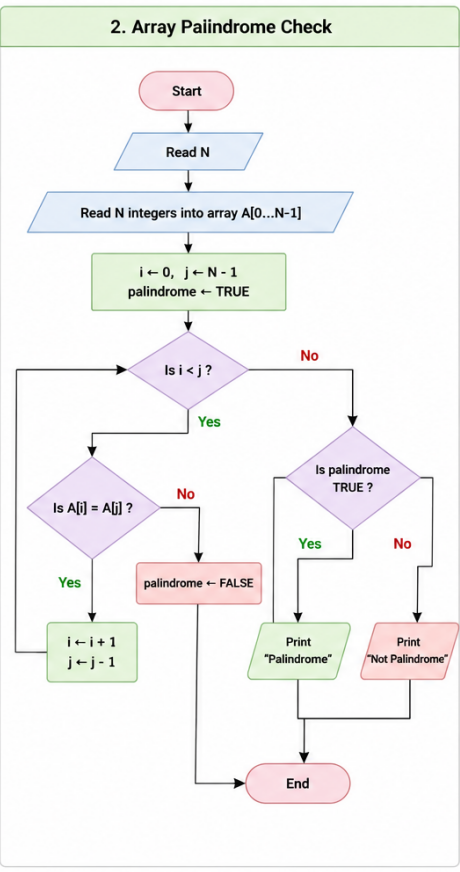 2. Array Paiindrome Check
Start
Read N
Read N integers into array A[0...N-1]
i ← 0, j ← N - 1
palindrome ← TRUE
Is i < j ?
No
Yes
Is palindrome
TRUE ?
Is A[i] = A[j] ?
No
Yes
No
Yes
palindrome ← FALSE
i ← i + 1
j ← j - 1
Print
"Palindrome"
Print
"Not Palindrome"
End